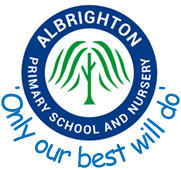 ALBRIGHTON
PRIMARY SCHOOL AND NURSERY
'Only our best will do'